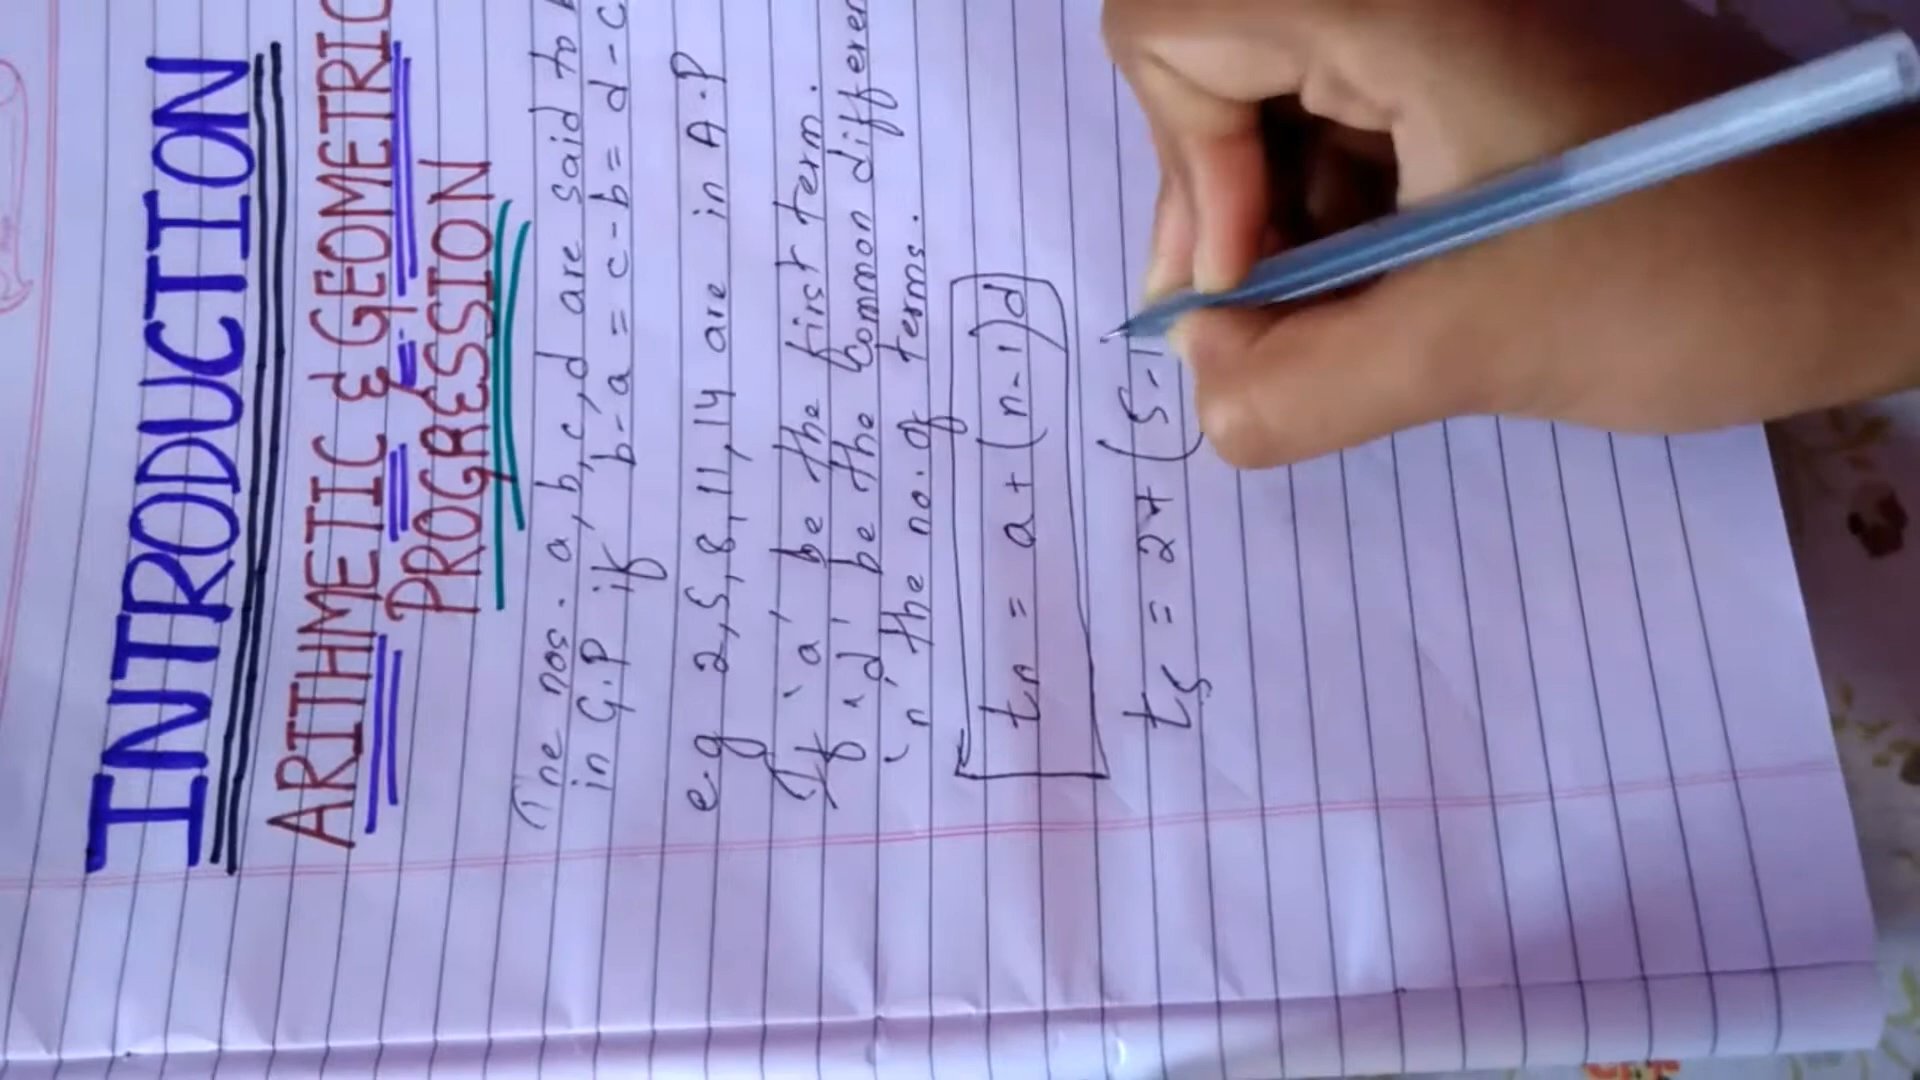 INTRODUCTION
ARITHMETIC & GEOMETRIC
PROGRESSION
The nos. a, b, c, d are said to
in G.P if b-a = c-b = d-c
e.g 2, 5, 8, 11, 14 are in A.P
If 'a' be the first term.
If 'd' be the common differen
'n' the no. of terms.
tn = a+(n-1)d
t5 = 2+(5-1